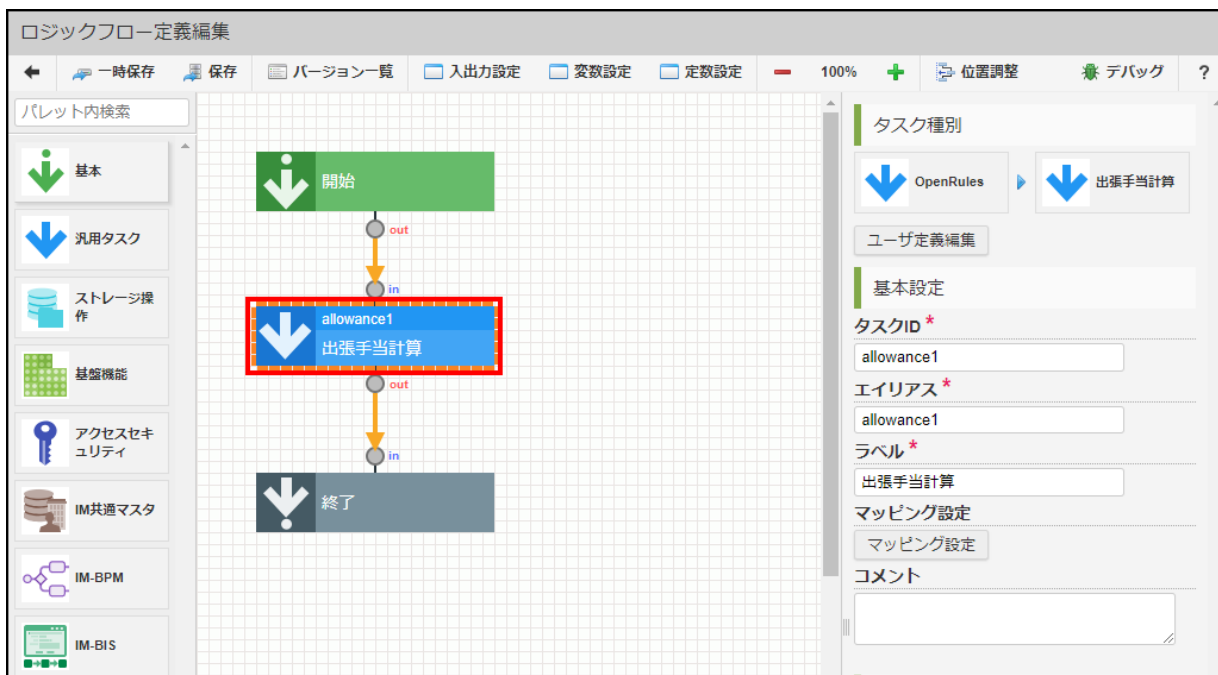 ロジックフロー定義編集
一時保存 保存 バージョン一覧 入出力設定 変数設定 定数設定 100% 位置調整 デバッグ ?
パレット内検索
基本
汎用タスク
ストレージ操
作
基盤機能
アクセスセキ
ュリティ
IM共通マスタ
IM-BPM
IM-BIS
開始
out
in
allowance1
出張手当計算
out
in
終了
タスク種別
OpenRules 出張手当計算
ユーザ定義編集
基本設定
タスクID *
allowance1
エイリアス *
allowance1
ラベル *
出張手当計算
マッピング設定
マッピング設定
コメント